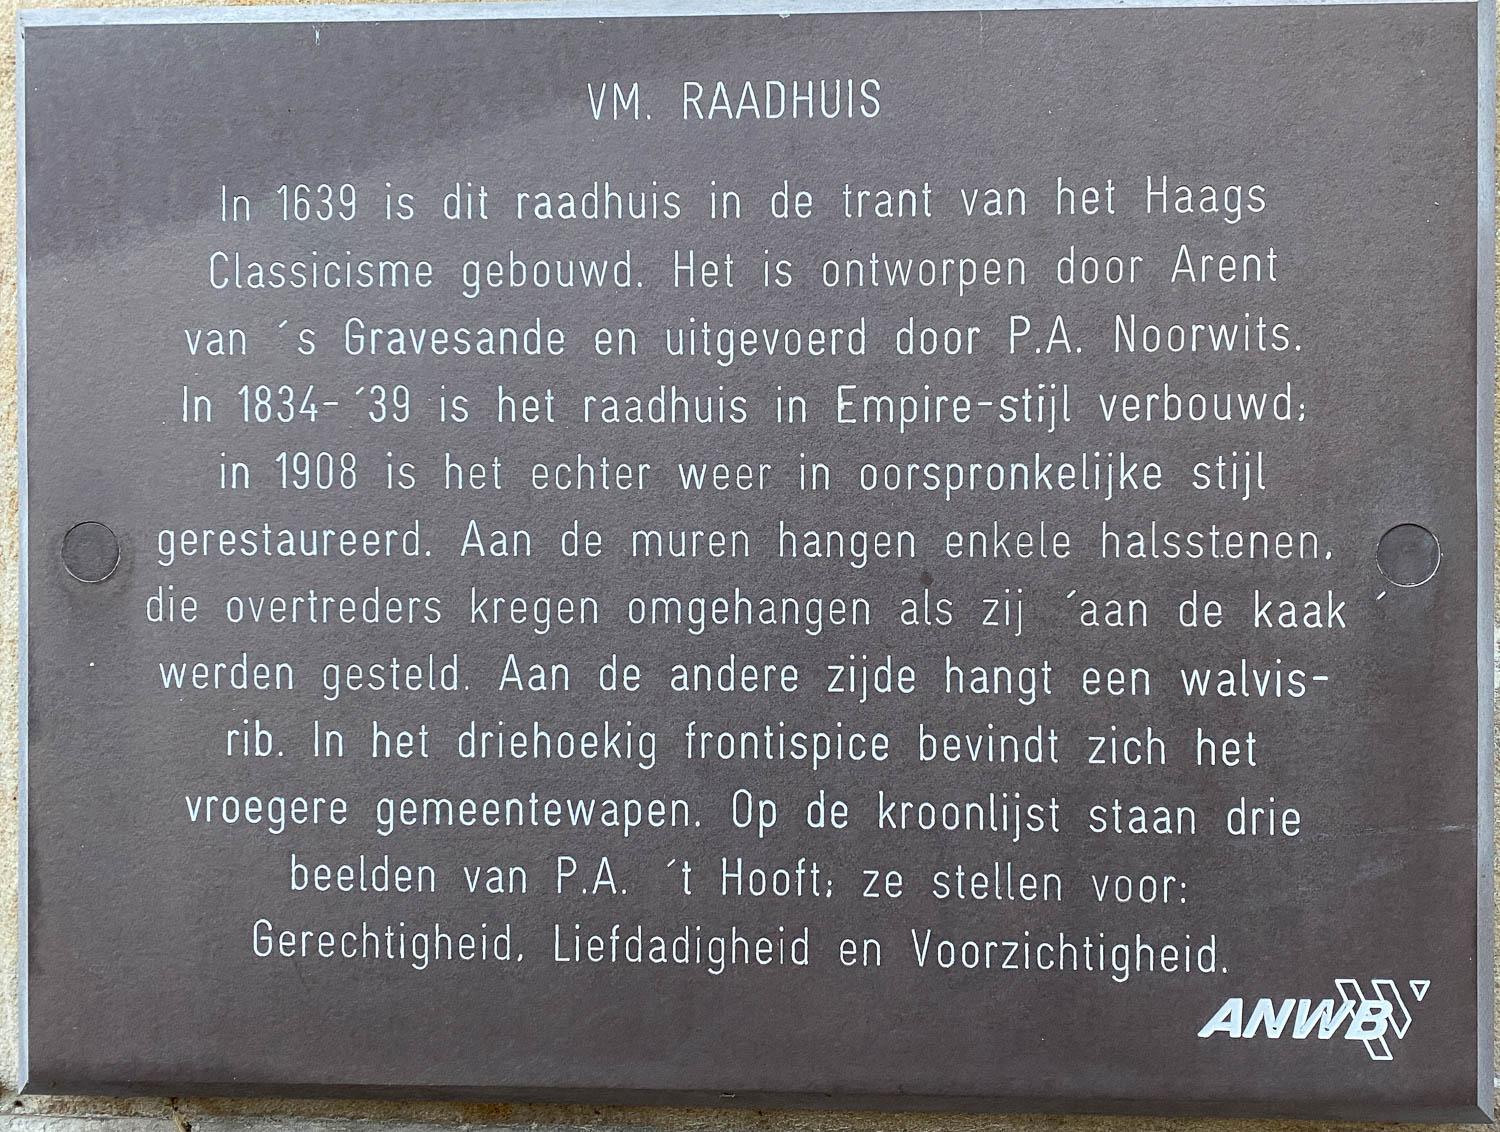 VM. RAADHUIS
In 1639 is dit raadhuis in de trant van het Haags
Classicisme gebouwd. Het is ontworpen door Arent
van ´s Gravesande en uitgevoerd door P.A. Noorwits.
In 1834-´39 is het raadhuis in Empire-stijl verbouwd;
in 1908 is het echter weer in oorspronkelijke stijl
gerestaureerd. Aan de muren hangen enkele halsstenen,
die overtreders kregen omgehangen als zij ´aan de kaak ´
werden gesteld. Aan de andere zijde hangt een walvis-
rib. In het driehoekig frontispice bevindt zich het
vroegere gemeentewapen. Op de kroonlijst staan drie
beelden van P.A. ´t Hooft; ze stellen voor:
Gerechtigheid, Liefdadigheid en Voorzichtigheid.
ANWB